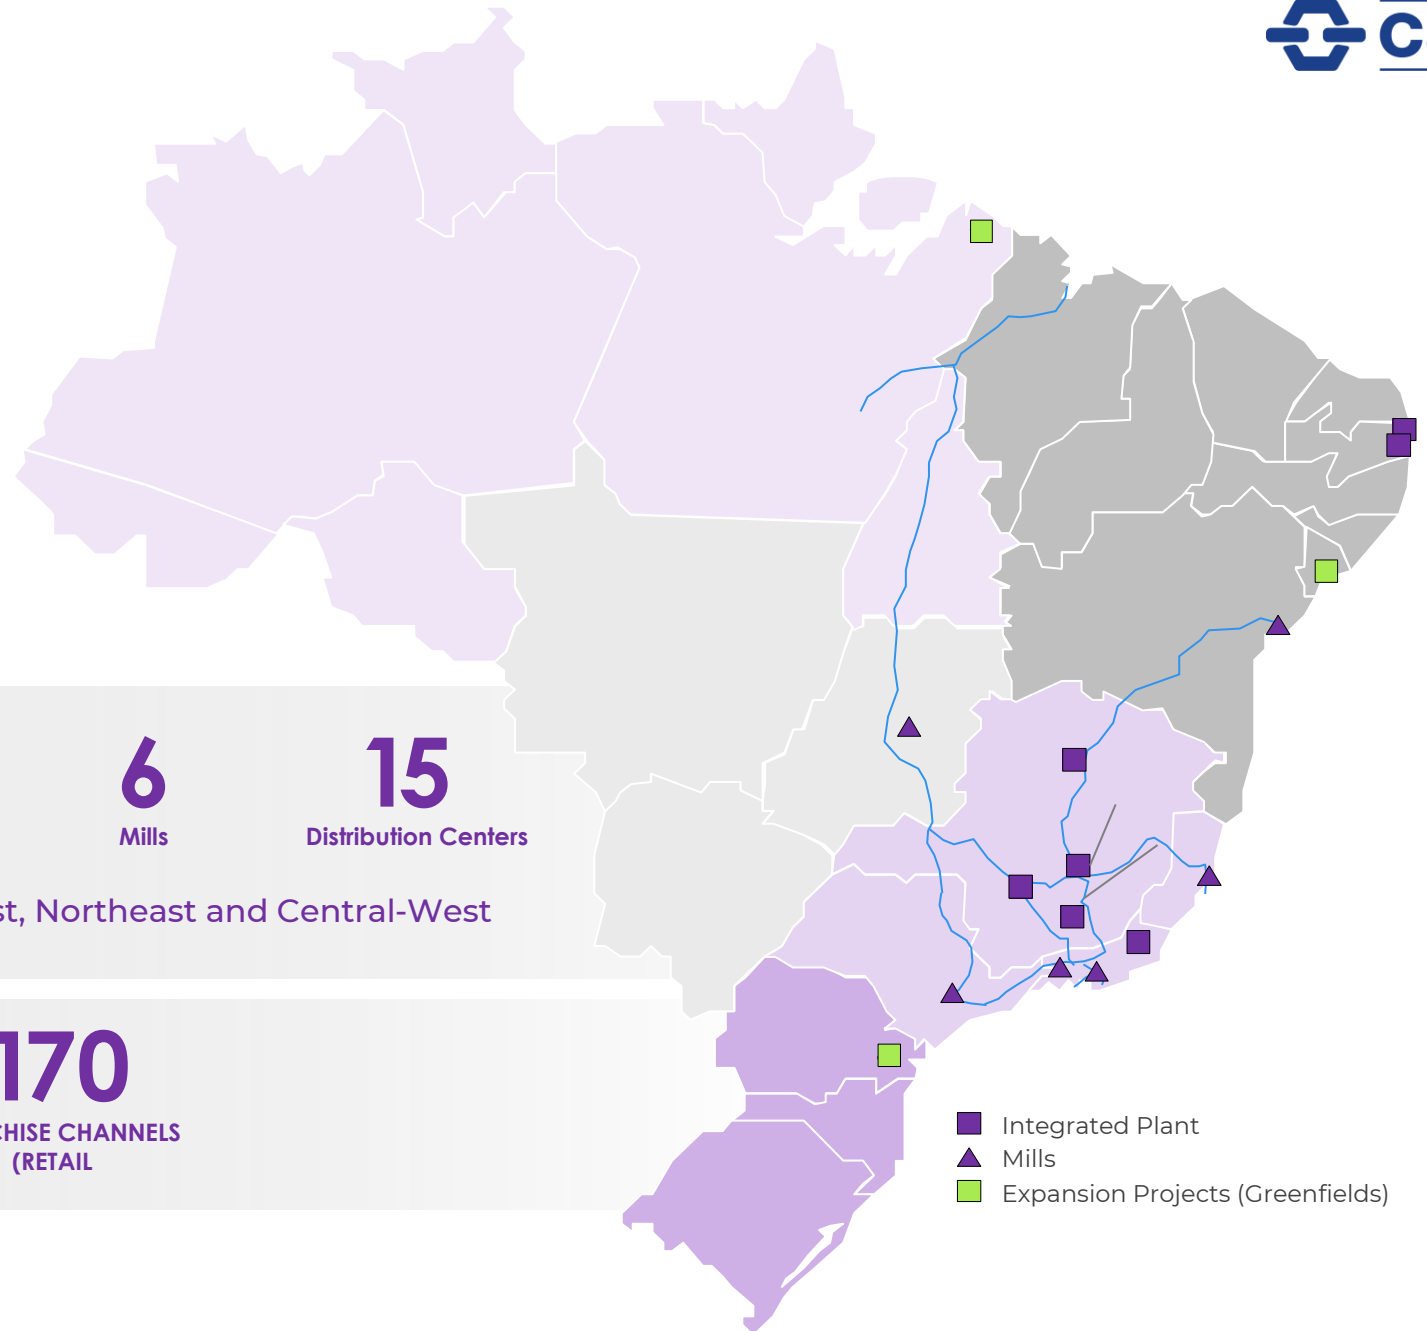 6
Mills
15
Distribution Centers
st, Northeast and Central-West
170
CHISE CHANNELS
(RETAIL
Integrated Plant
Mills
Expansion Projects (Greenfields)